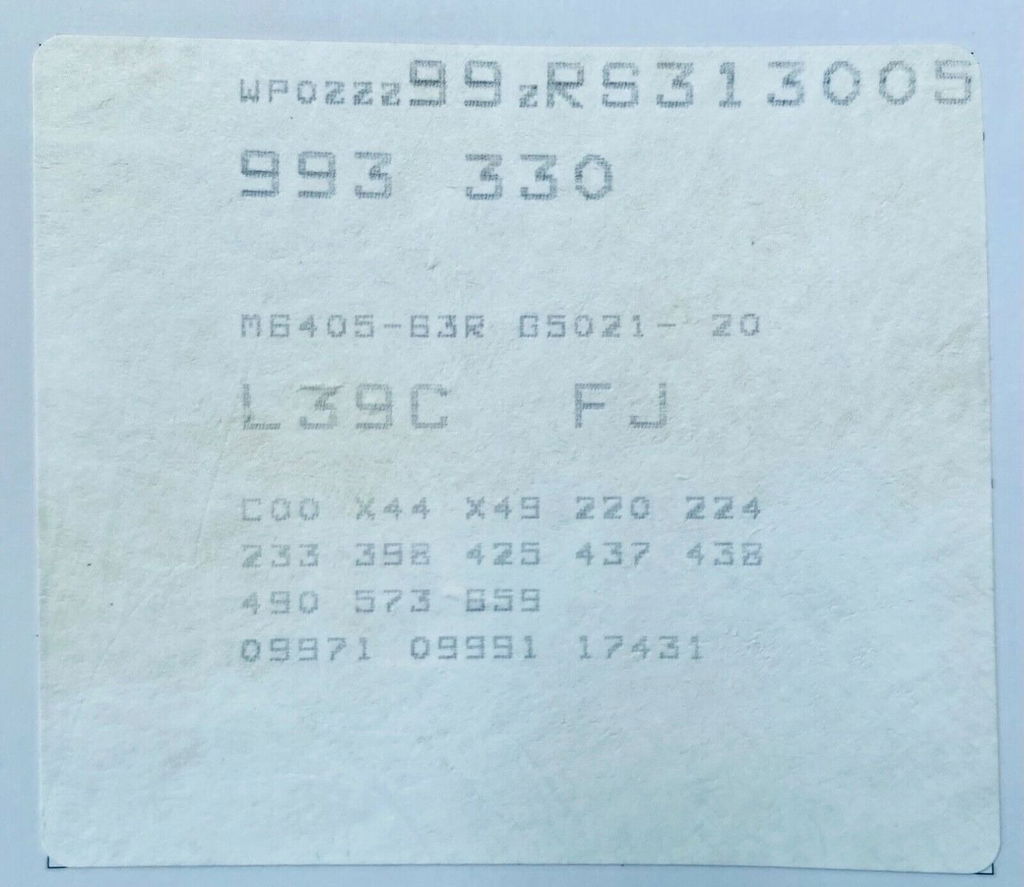 WP0ZZZ99ZRS313005
993 330
M6405-63R G5021- 20
L39C FJ
C00 X44 X49 220 224
233 398 425 437 438
490 573 659
09971 09991 17431